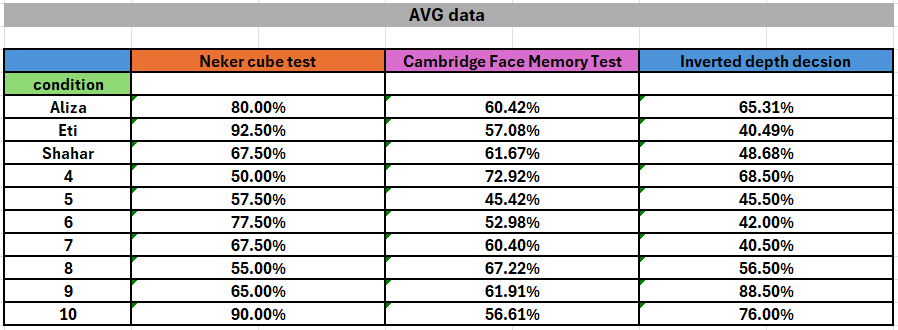 AVG data
Neker cube test Cambridge Face Memory Test Inverted depth decsion
condition
Aliza 80.00% 60.42% 65.31%
Eti 92.50% 57.08% 40.49%
Shahar 67.50% 61.67% 48.68%
4 50.00% 72.92% 68.50%
5 57.50% 45.42% 45.50%
6 77.50% 52.98% 42.00%
7 67.50% 60.40% 40.50%
8 55.00% 67.22% 56.50%
9 65.00% 61.91% 88.50%
10 90.00% 56.61% 76.00%